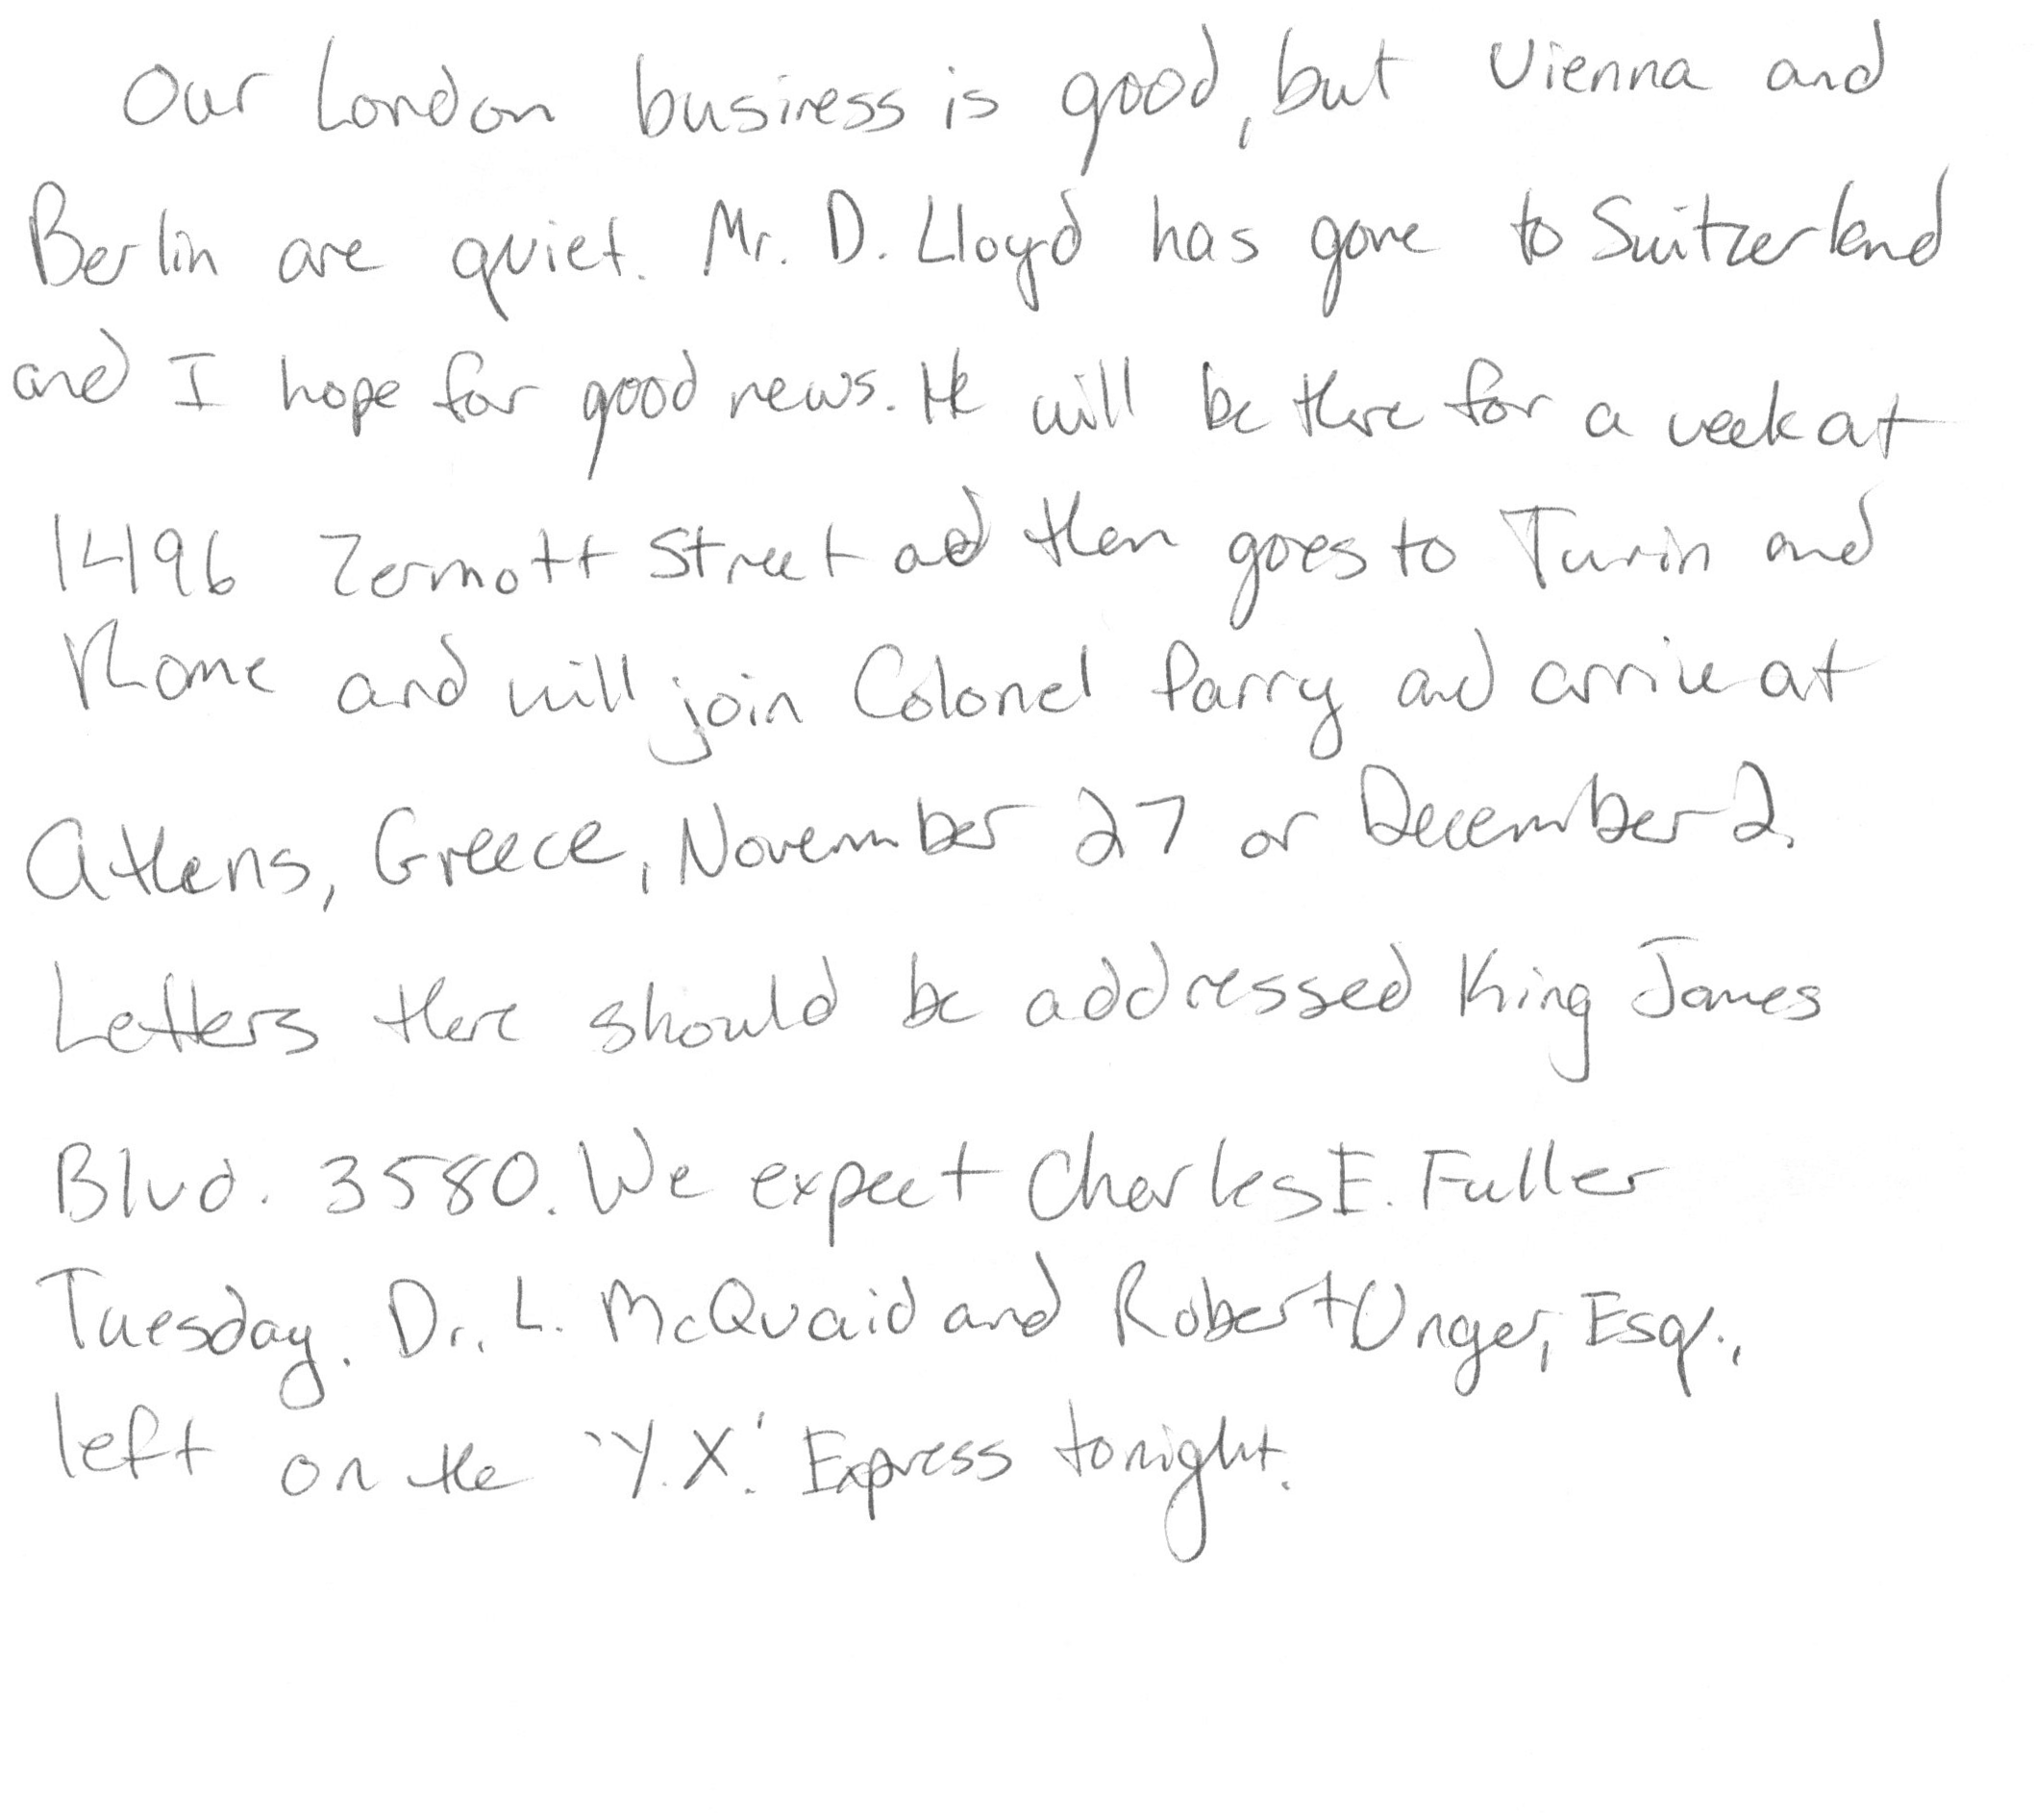 Our London business is good, but Vienna and
Berlin are quiet. Mr. D. Lloyd has gone to Switzerland
and I hope for good news. He will be there for a week at
1496 Zermott Street and then goes to Turin and
Rome and will join Colonel Parry and arrive at
Athens, Greece, November 27 or December 2.
Letters there should be addressed King James
Blvd. 3580. We expect Charles E. Fuller
Tuesday. Dr. L. McQuaid and Robert Unger, Esq.,
left on the 'Y.X.' Express tonight.